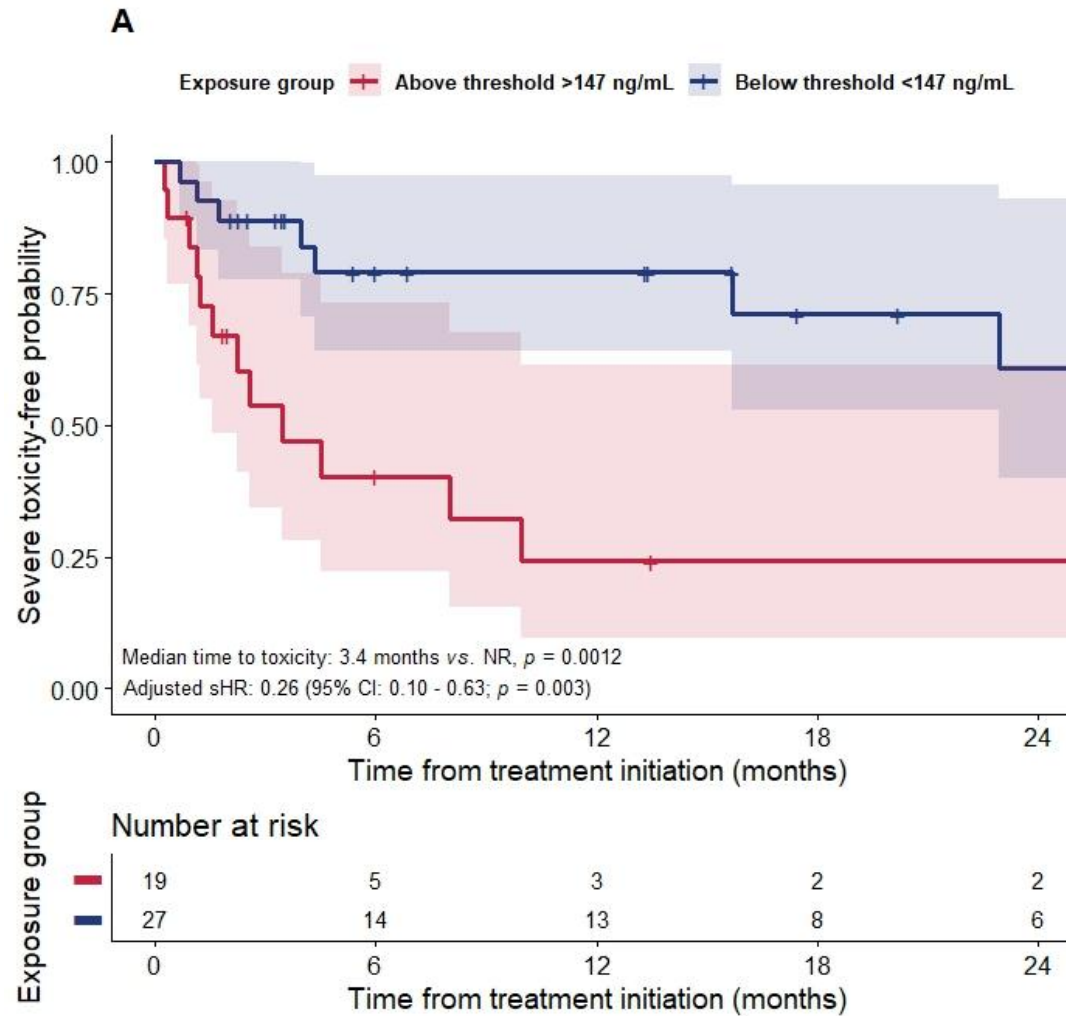 A
Exposure group Above threshold >147 ng/mL Below threshold <147 ng/mL
Severe toxicity-free probability
1.00
0.75
0.50
0.25
0.00
Median time to toxicity: 3.4 months vs. NR, p = 0.0012
Adjusted sHR: 0.26 (95% CI: 0.10 - 0.63; p = 0.003)
0 6 12 18 24
Time from treatment initiation (months)
Number at risk
Exposure group
19 5 3 2 2
27 14 13 8 6
0 6 12 18 24
Time from treatment initiation (months)